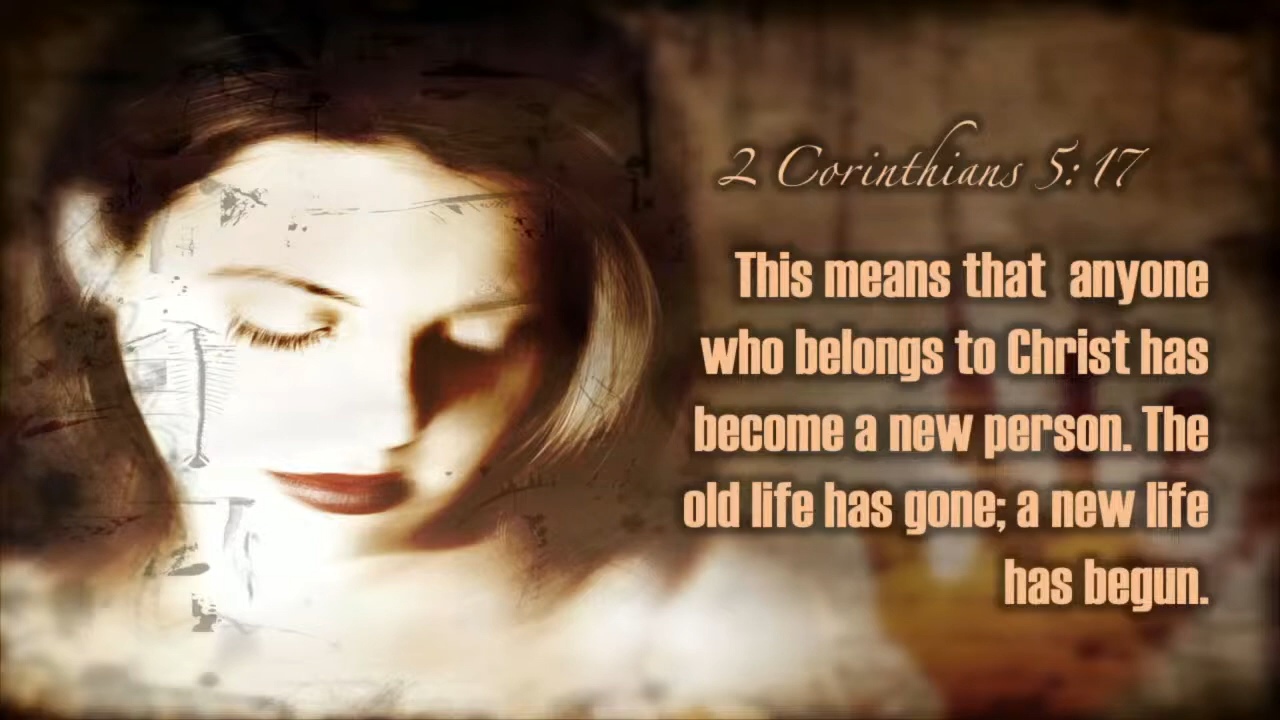 2 Corinthians 5:17
This means that anyone
who belongs to Christ has
become a new person. The
old life has gone; a new life
has begun.